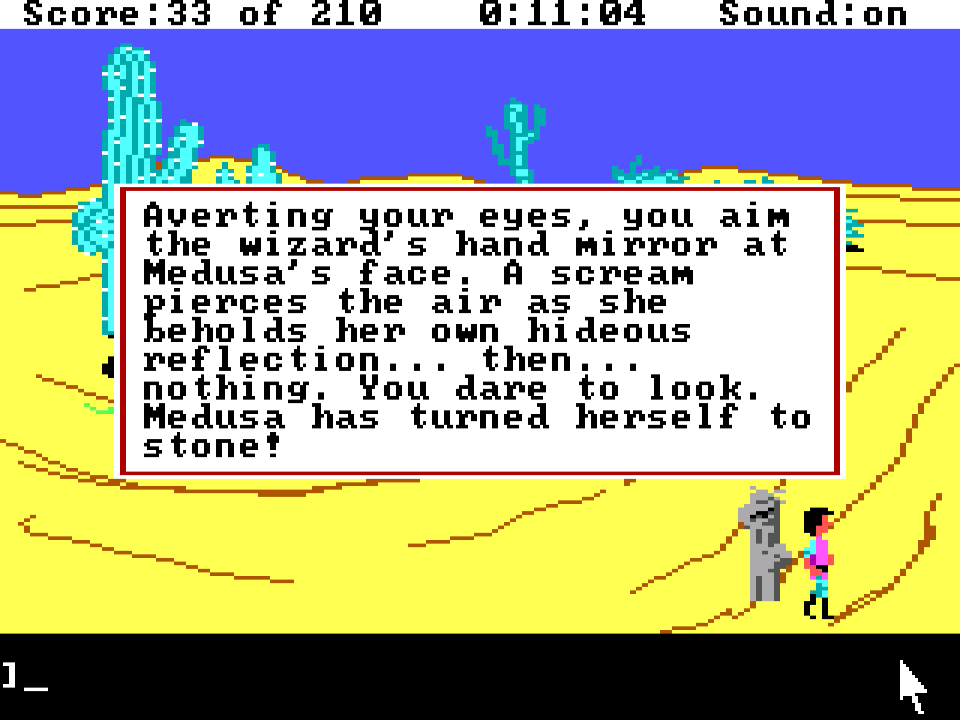 Score:33 of 210 0:11:04 Sound:on
Averting your eyes, you aim
the wizard's hand mirror at
Medusa's face. A scream
pierces the air as she
beholds her own hideous
reflection... then...
nothing. You dare to look.
Medusa has turned herself to
stone!
]_